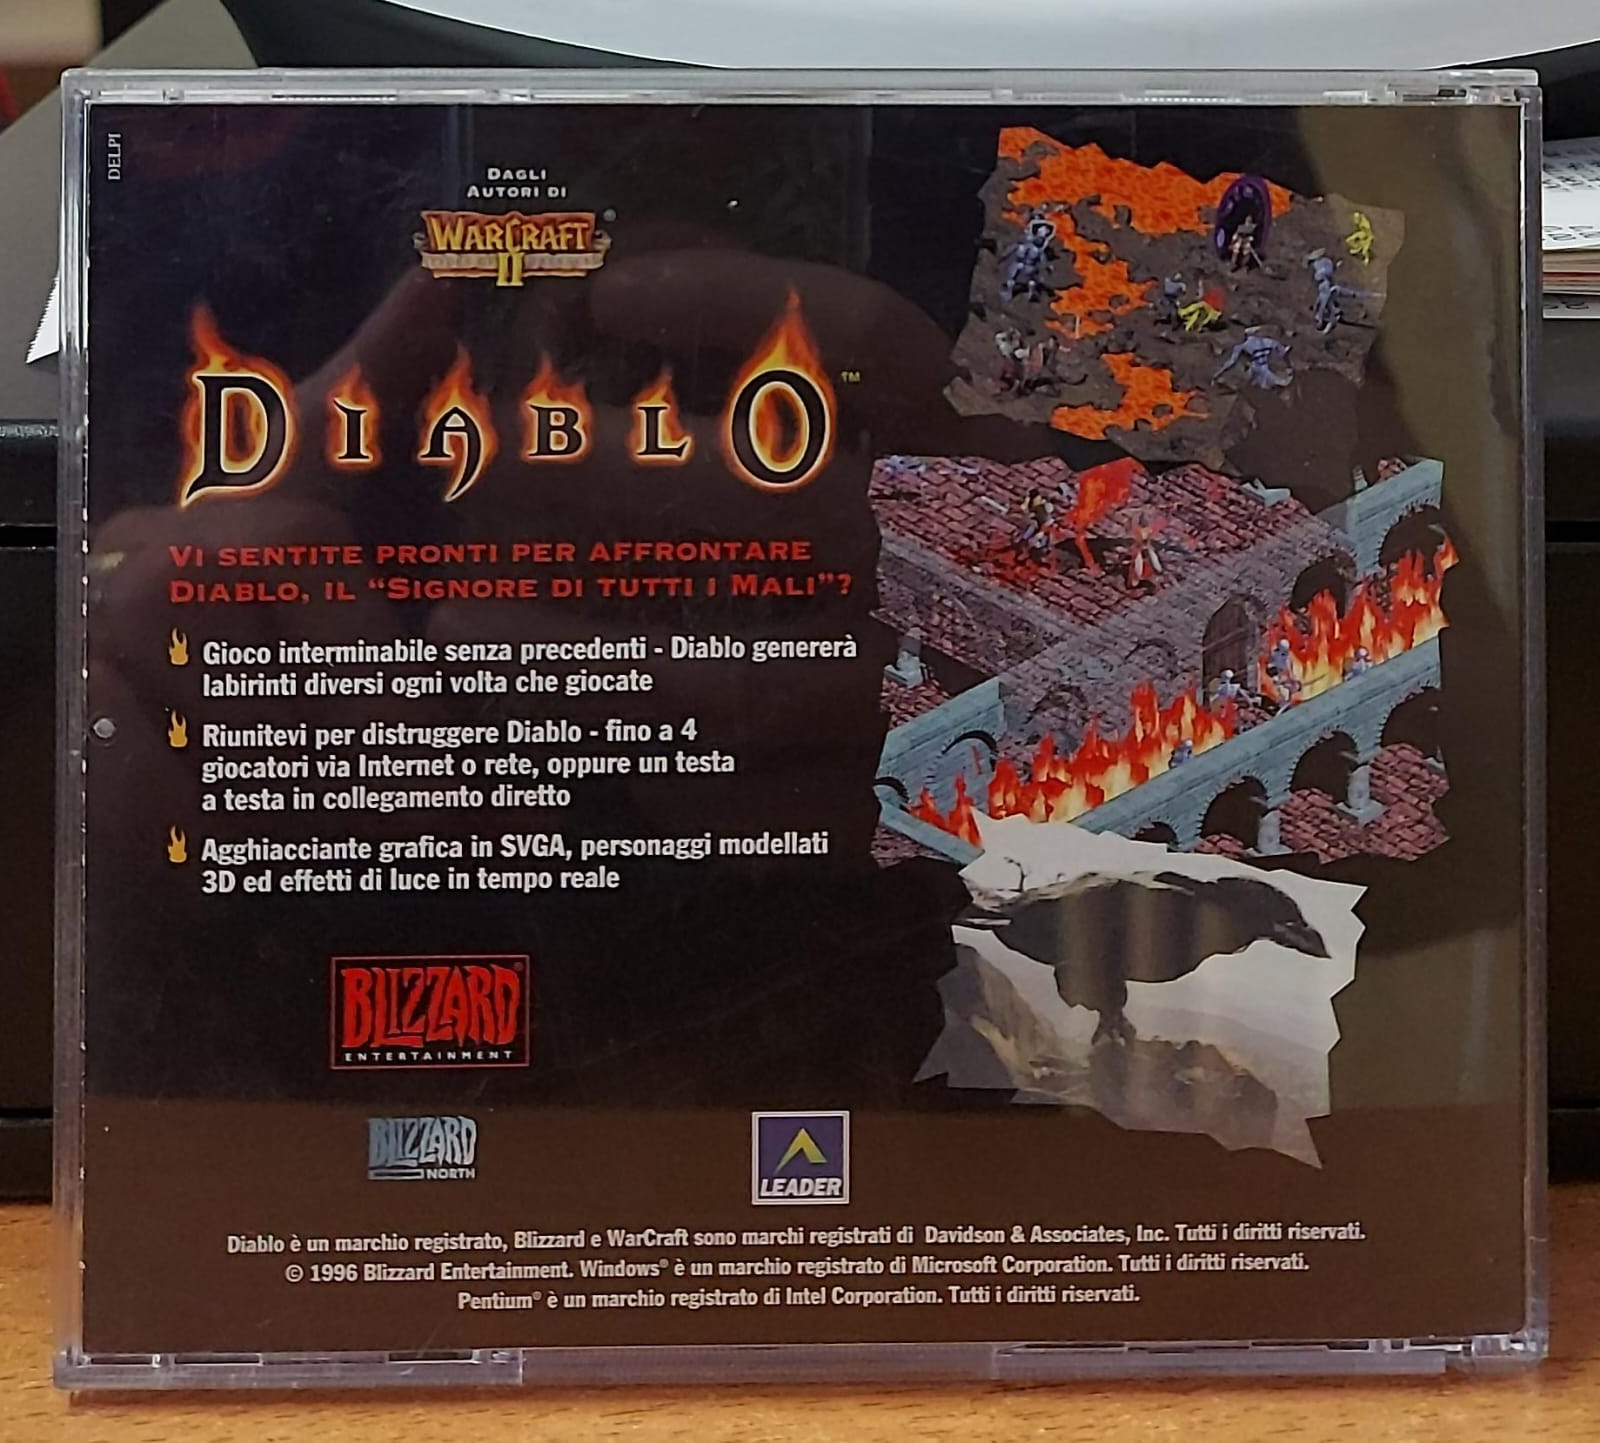 DELPI
DAGLI
AUTORI DI
WARCRAFT®
II
DIABLO™
VI SENTITE PRONTI PER AFFRONTARE
DIABLO, IL “SIGNORE DI TUTTI I MALI”?
Gioco interminabile senza precedenti - Diablo genererà
labirinti diversi ogni volta che giocate
Riunitevi per distruggere Diablo - fino a 4
giocatori via Internet o rete, oppure un testa
a testa in collegamento diretto
Agghiacciante grafica in SVGA, personaggi modellati
3D ed effetti di luce in tempo reale
BLIZZARD®
ENTERTAINMENT
BLIZZARD
NORTH
LEADER
Diablo è un marchio registrato, Blizzard e WarCraft sono marchi registrati di Davidson & Associates, Inc. Tutti i diritti riservati.
© 1996 Blizzard Entertainment. Windows® è un marchio registrato di Microsoft Corporation. Tutti i diritti riservati.
Pentium® è un marchio registrato di Intel Corporation. Tutti i diritti riservati.